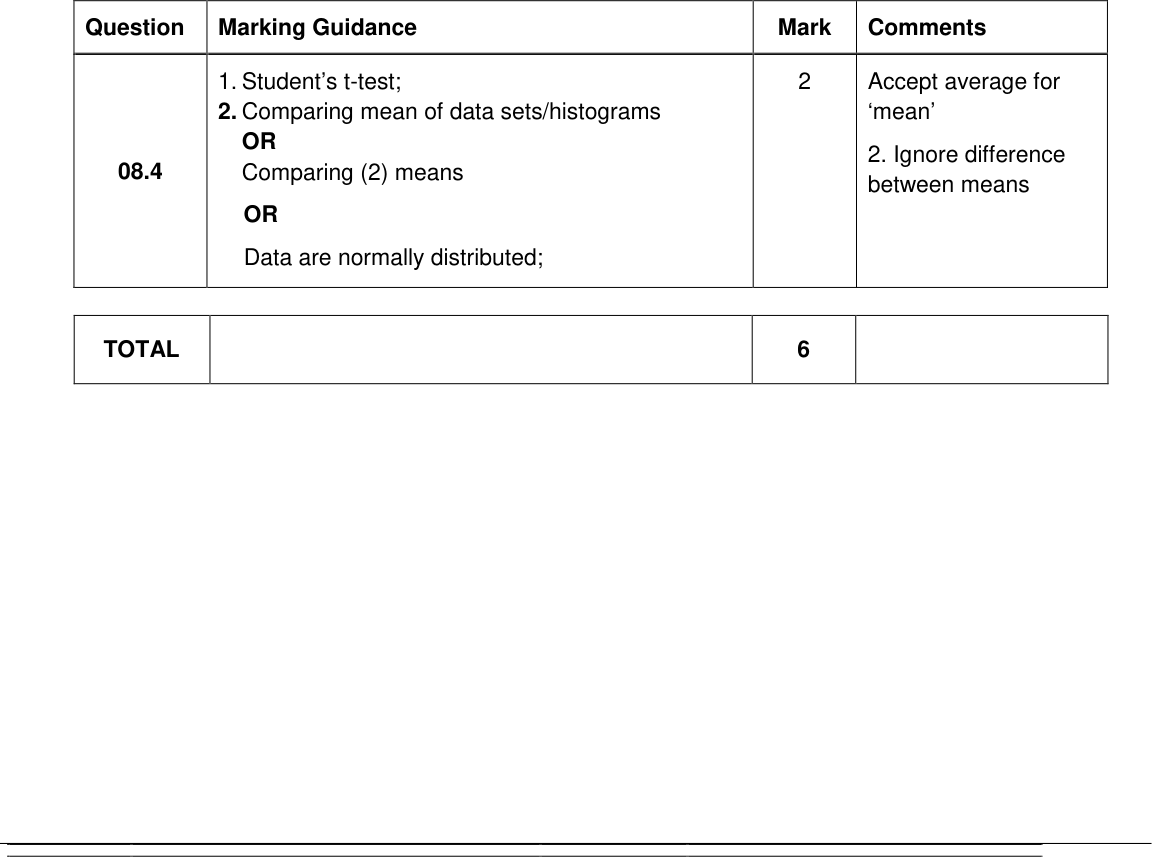 Question Marking Guidance Mark Comments
08.4
1. Student’s t-test;
2. Comparing mean of data sets/histograms
OR
Comparing (2) means
OR
Data are normally distributed;
2
Accept average for
‘mean’
2. Ignore difference
between means
TOTAL 6